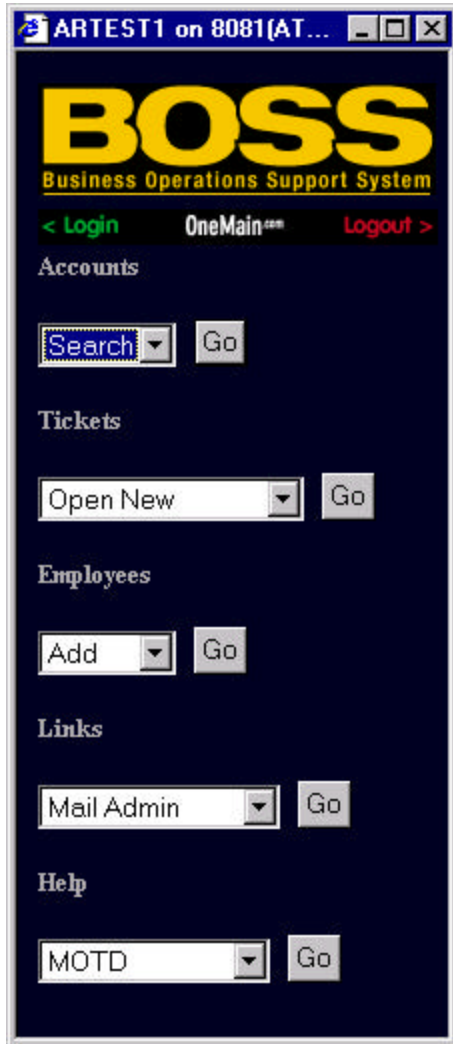 ARTEST1 on 8081(AT...
BOSS
Business Operations Support System
< Login OneMain.com Logout >
Accounts
Search Go
Tickets
Open New Go
Employees
Add Go
Links
Mail Admin Go
Help
MOTD Go